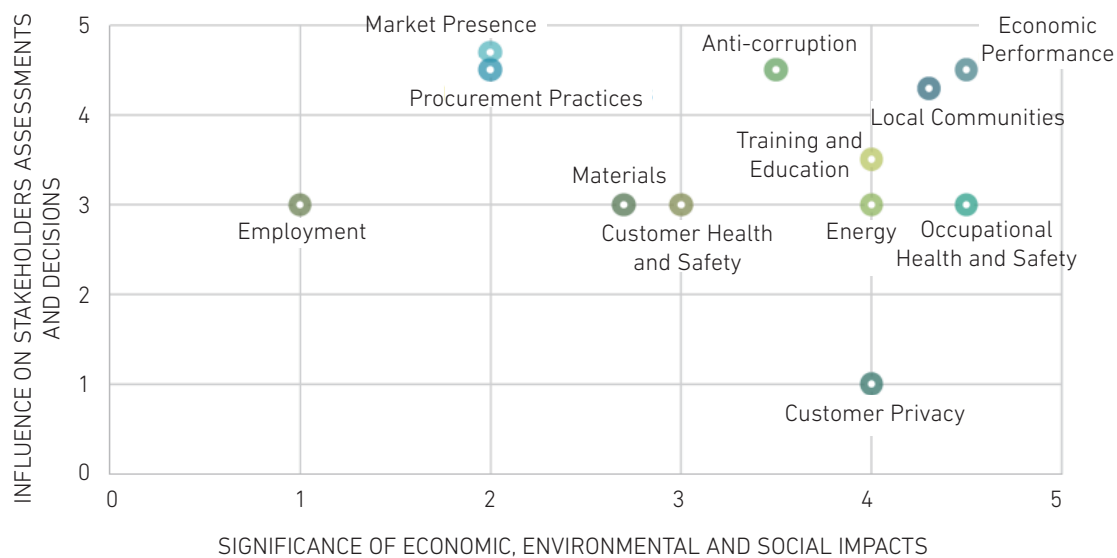 INFLUENCE ON STAKEHOLDERS ASSESSMENTS
AND DECISIONS
5
4
3
2
1
0
Market Presence
Procurement Practices
Anti-corruption
Economic
Performance
Local Communities
Training and
Education
Materials
Employment
Customer Health
and Safety
Energy
Occupational
Health and Safety
Customer Privacy
0
1
2
3
4
5
SIGNIFICANCE OF ECONOMIC, ENVIRONMENTAL AND SOCIAL IMPACTS